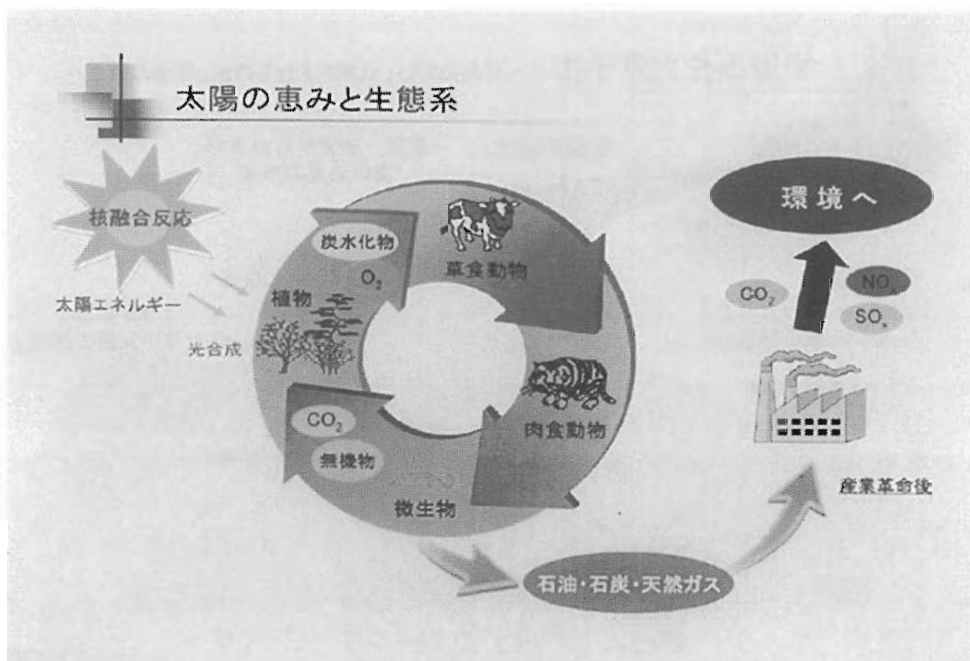 太陽の恵みと生態系
核融合反応
太陽エネルギー
光合成
植物
炭水化物
O₂
草食動物
肉食動物
微生物
CO₂
無機物
石油・石炭・天然ガス
産業革命後
CO₂
SOₓ
環境へ